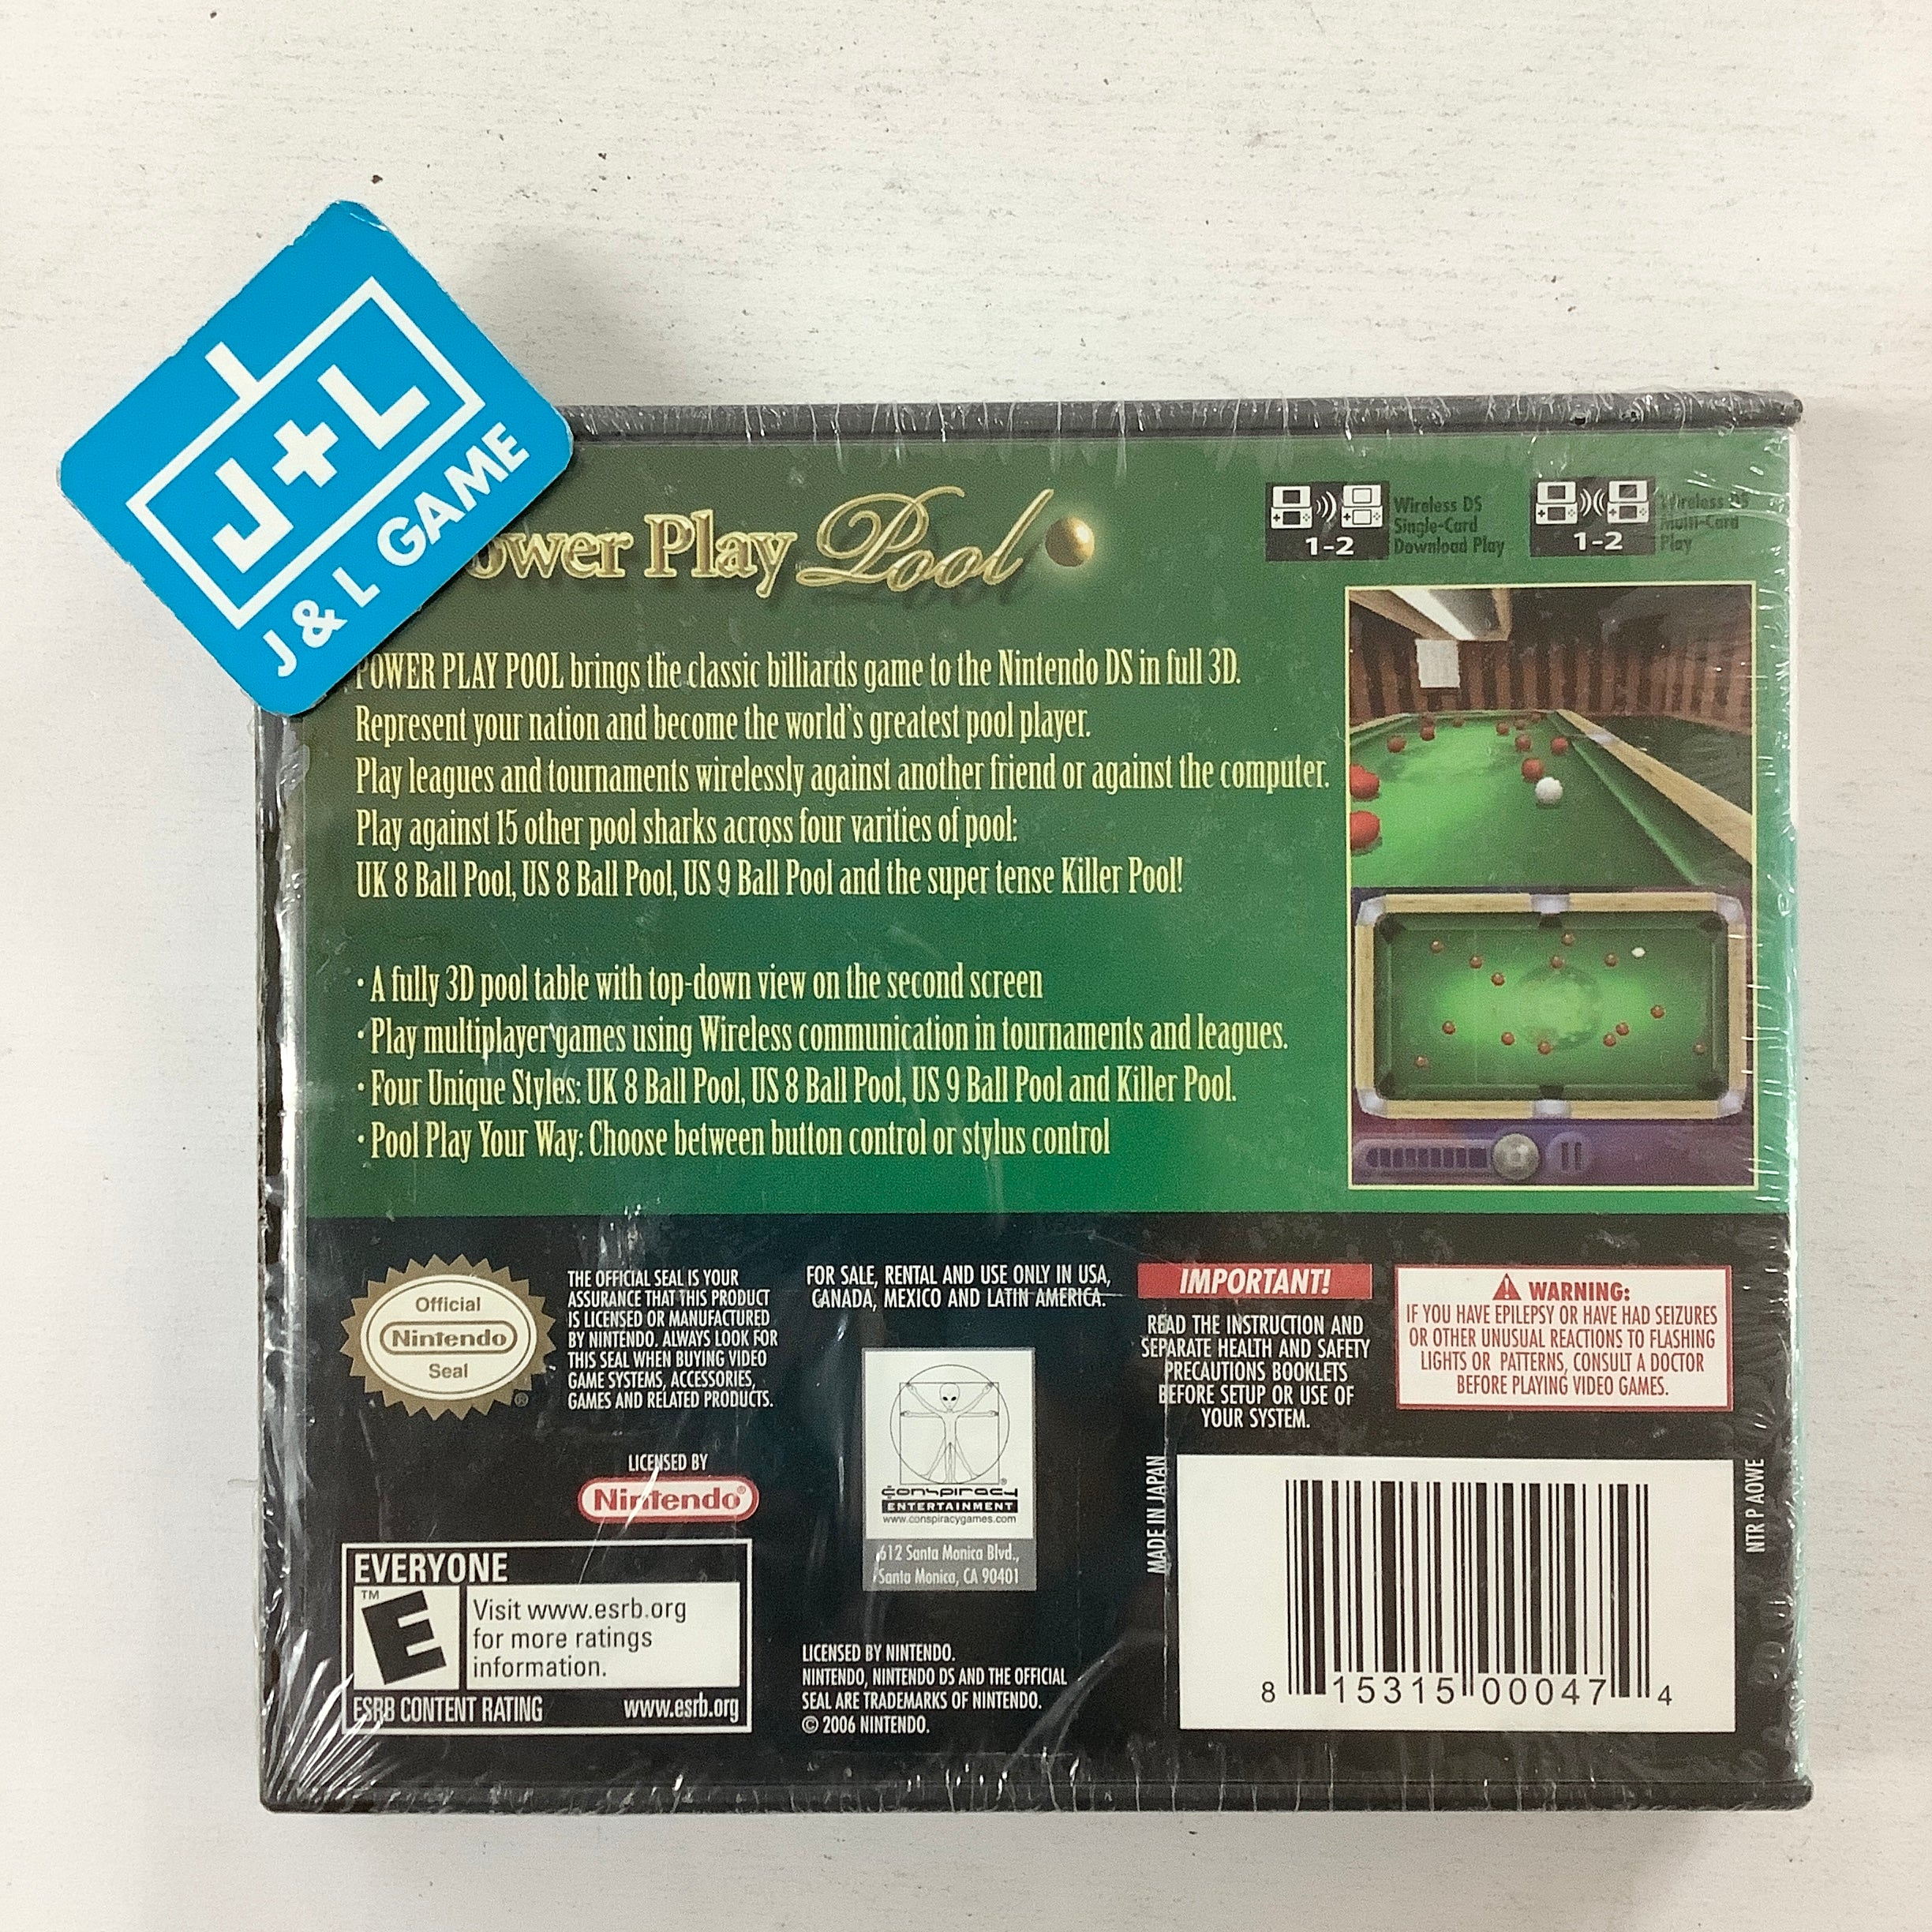 J+L
J & L GAME
ower Play Pool
1-2
Wireless DS
Single-Card
Download Play
1-2
Wireless DS
Multi-Card
Play
POWER PLAY POOL brings the classic billiards game to the Nintendo DS in full 3D.
Represent your nation and become the world's greatest pool player.
Play leagues and tournaments wirelessly against another friend or against the computer.
Play against 15 other pool sharks across four varities of pool:
UK 8 Ball Pool, US 8 Ball Pool, US 9 Ball Pool and the super tense Killer Pool!
• A fully 3D pool table with top-down view on the second screen
• Play multiplayer games using Wireless communication in tournaments and leagues.
• Four Unique Styles: UK 8 Ball Pool, US 8 Ball Pool, US 9 Ball Pool and Killer Pool.
• Pool Play Your Way: Choose between button control or stylus control
Official
Nintendo
Seal
®
THE OFFICIAL SEAL IS YOUR
ASSURANCE THAT THIS PRODUCT
IS LICENSED OR MANUFACTURED
BY NINTENDO. ALWAYS LOOK FOR
THIS SEAL WHEN BUYING VIDEO
GAME SYSTEMS, ACCESSORIES,
GAMES AND RELATED PRODUCTS.
LICENSED BY
Nintendo®
EVERYONE
™
E
Visit www.esrb.org
for more ratings
information.
ESRB CONTENT RATING www.esrb.org
FOR SALE, RENTAL AND USE ONLY IN USA,
CANADA, MEXICO AND LATIN AMERICA.
conspiracy®
ENTERTAINMENT
www.conspiracygames.com
612 Santa Monica Blvd.,
Santa Monica, CA 90401
LICENSED BY NINTENDO.
NINTENDO, NINTENDO DS AND THE OFFICIAL
SEAL ARE TRADEMARKS OF NINTENDO.
© 2006 NINTENDO.
IMPORTANT!
READ THE INSTRUCTION AND
SEPARATE HEALTH AND SAFETY
PRECAUTIONS BOOKLETS
BEFORE SETUP OR USE OF
YOUR SYSTEM.
WARNING:
IF YOU HAVE EPILEPSY OR HAVE HAD SEIZURES
OR OTHER UNUSUAL REACTIONS TO FLASHING
LIGHTS OR PATTERNS, CONSULT A DOCTOR
BEFORE PLAYING VIDEO GAMES.
MADE IN JAPAN
8 15315 00047 4
NTR P AOWE